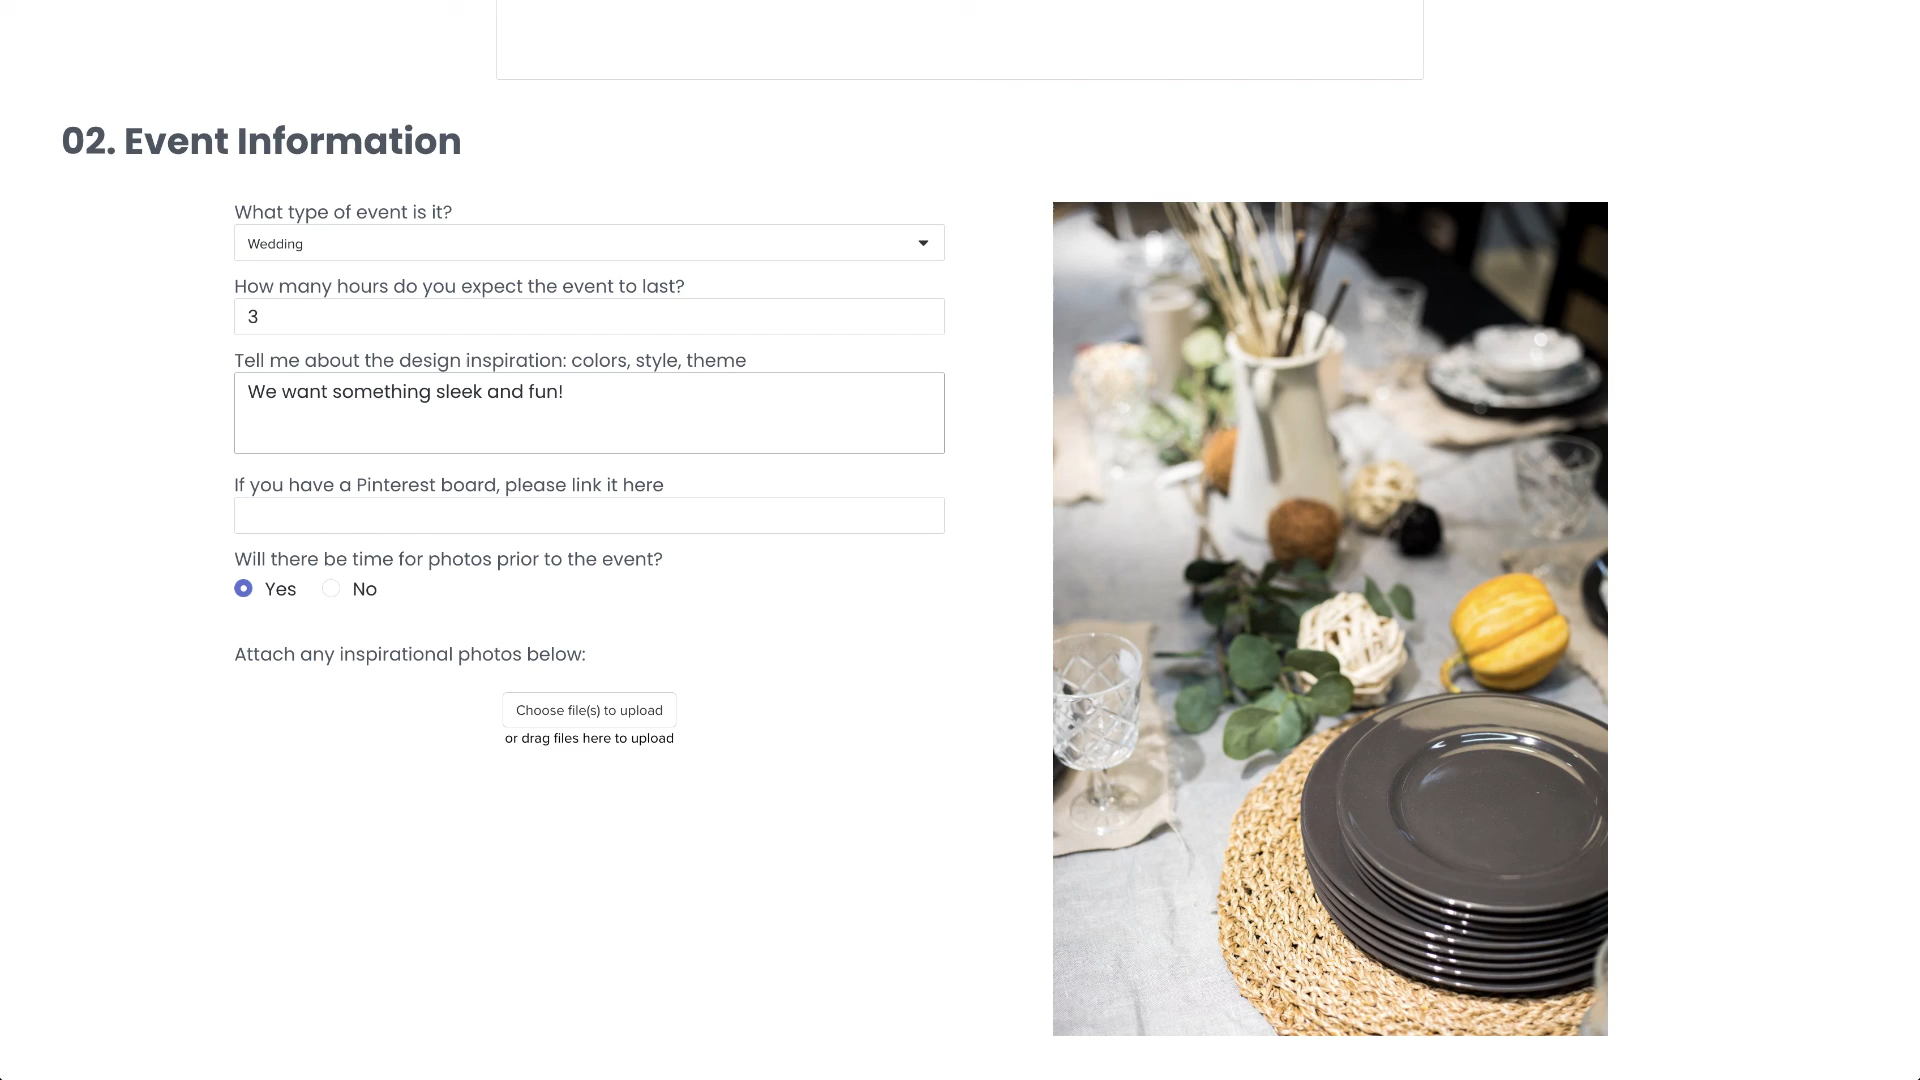 02. Event Information
What type of event is it?
Wedding
How many hours do you expect the event to last?
3
Tell me about the design inspiration: colors, style, theme
We want something sleek and fun!
If you have a Pinterest board, please link it here
Will there be time for photos prior to the event?
Yes No
Attach any inspirational photos below:
Choose file(s) to upload
or drag files here to upload